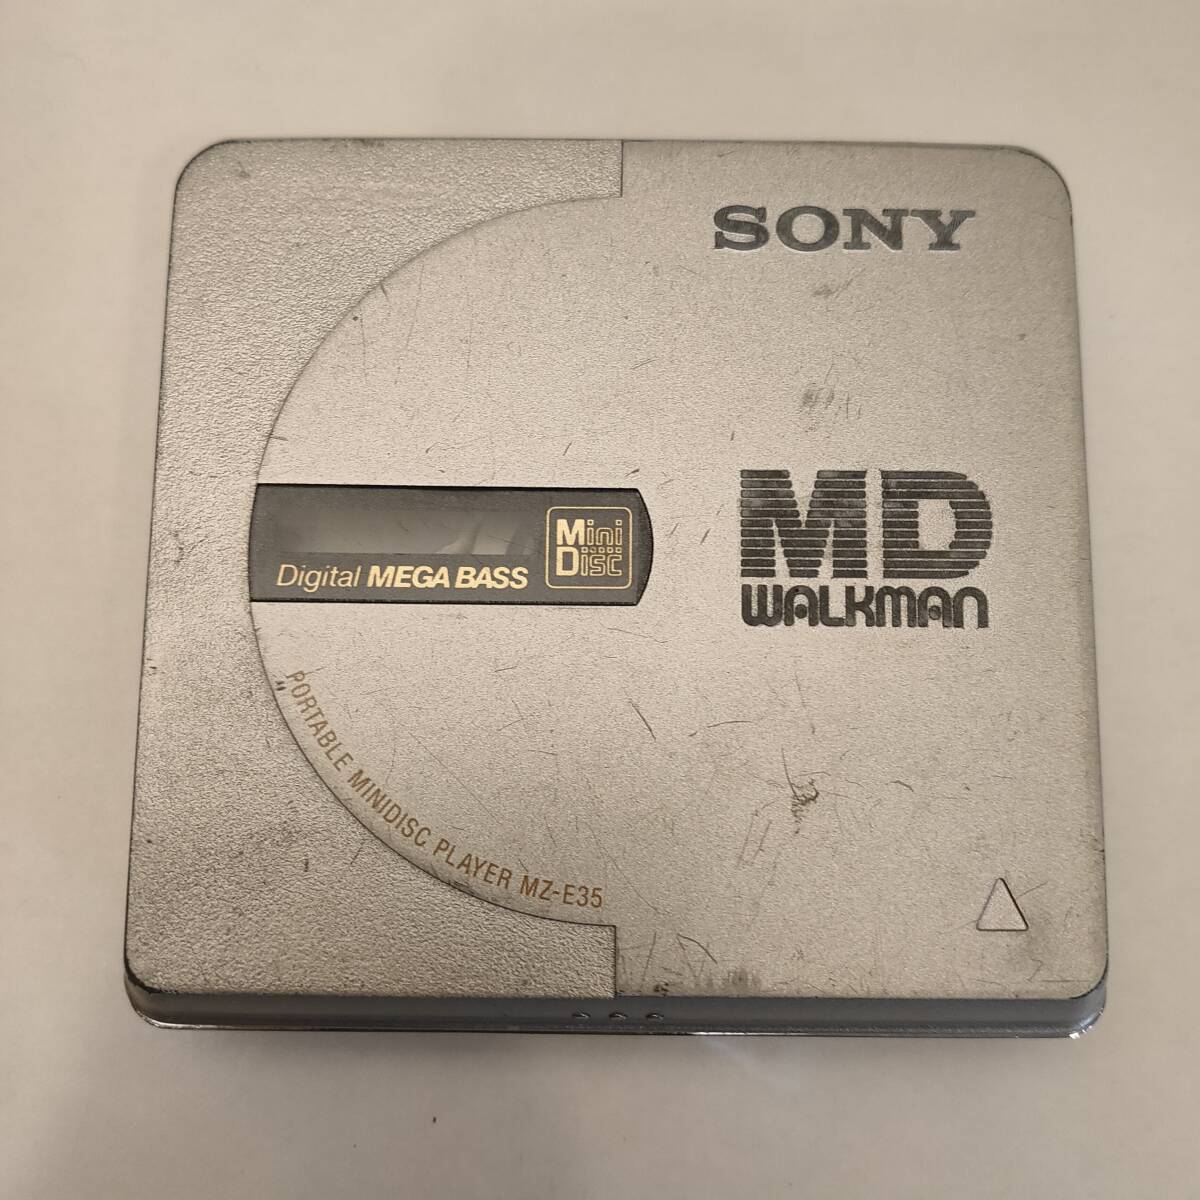 SONY
MD
WALKMAN
Mini
Disc
Digital MEGA BASS
PORTABLE MINIDISC PLAYER MZ-E35